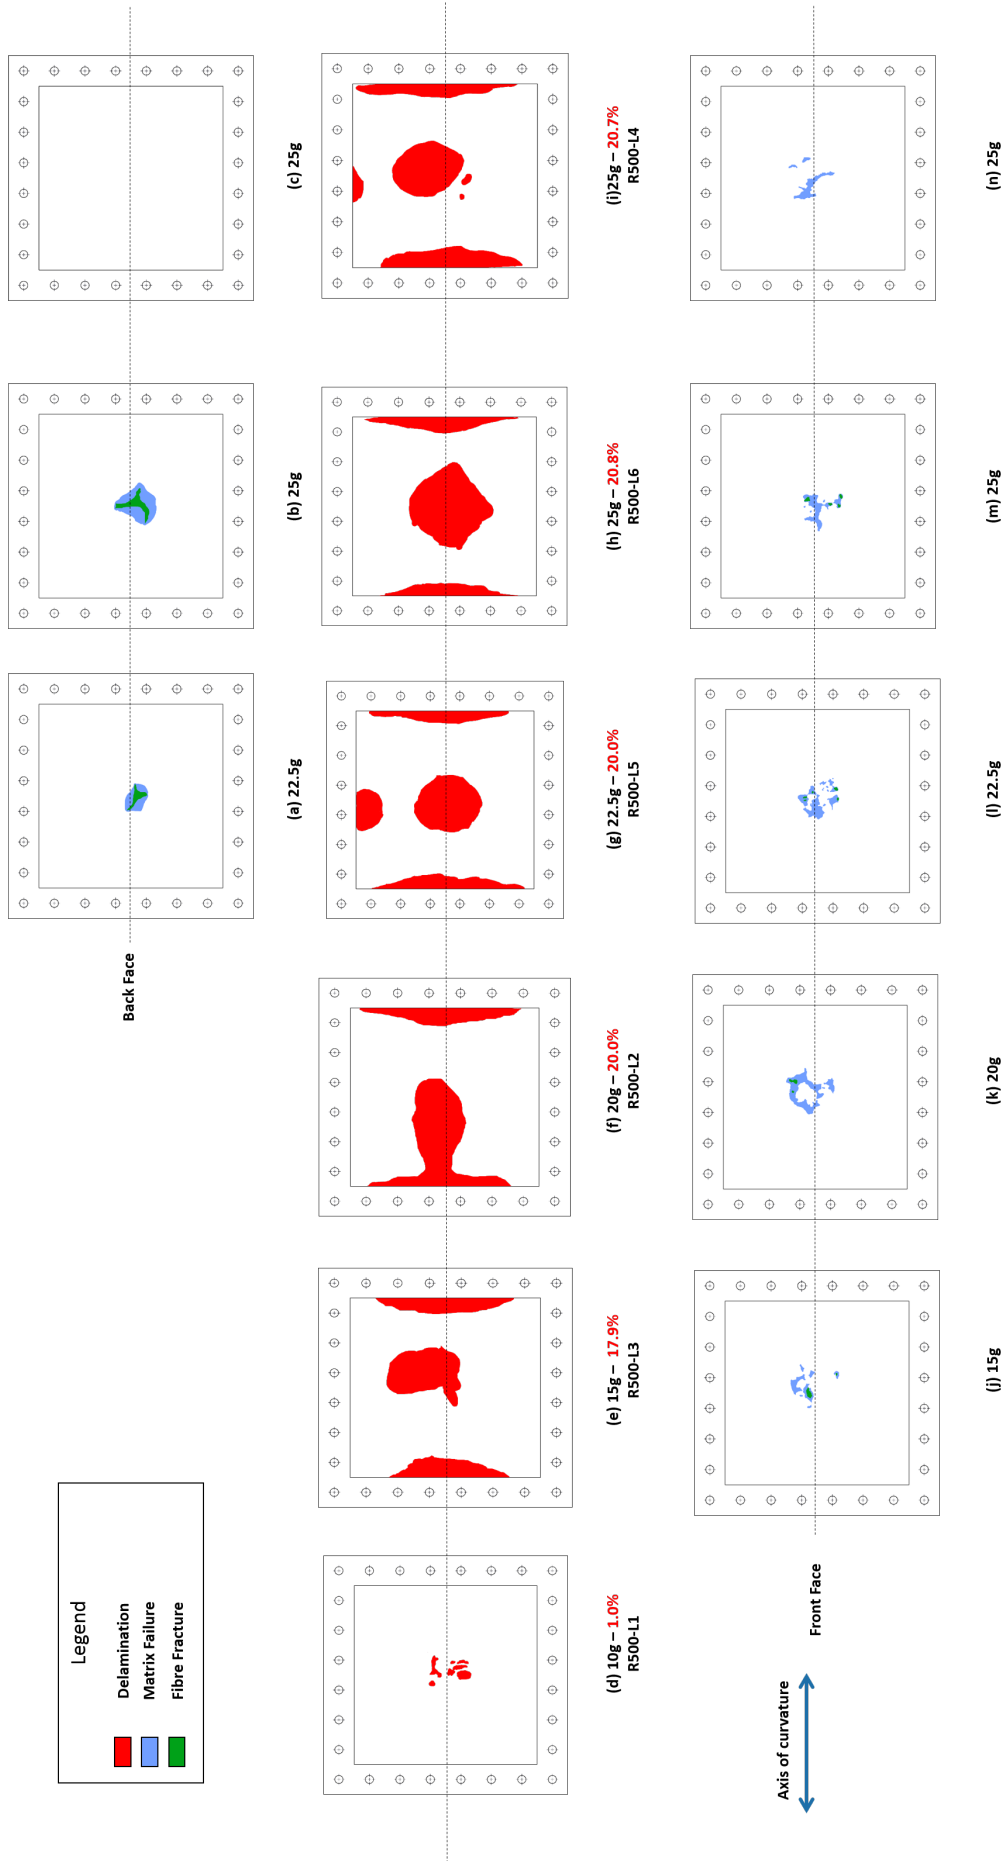 Legend
Delamination
Matrix Failure
Fibre Fracture
Back Face
(a) 22.5g
(b) 25g
(c) 25g
(d) 10g – 1.0%
R500-L1
(e) 15g – 17.9%
R500-L3
(f) 20g – 20.0%
R500-L2
(g) 22.5g – 20.0%
R500-L5
(h) 25g – 20.8%
R500-L6
(i)25g – 20.7%
R500-L4
Axis of curvature
Front Face
(j) 15g
(k) 20g
(l) 22.5g
(m) 25g
(n) 25g